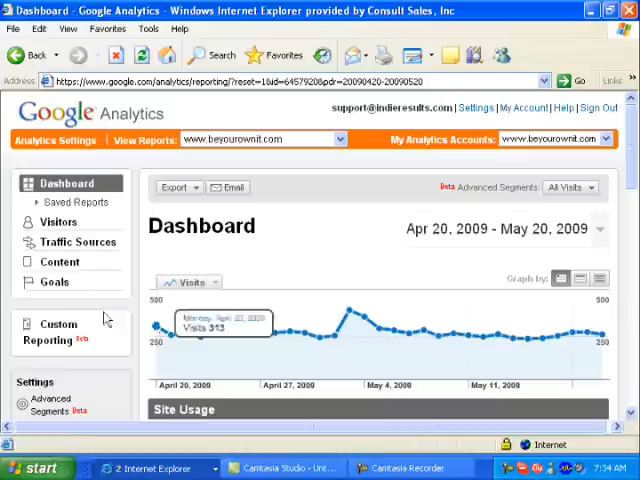 Dashboard - Google Analytics - Windows Internet Explorer provided by Consult Sales, Inc
File Edit View Favorites Tools Help
Back Search Favorites
Address https://www.google.com/analytics/reporting/?reset=1&id=6457920&pdr=20090420-20090520 Go Links »
Google Analytics
support@indieresults.com | Settings | My Account | Help | Sign Out
Analytics Settings | View Reports: www.beyourownit.com My Analytics Accounts: www.beyourownit.com
Dashboard
Saved Reports
Visitors
Traffic Sources
Content
Goals
Custom
Reporting Beta
Settings
Advanced
Segments Beta
Export Email Beta Advanced Segments: All Visits
Dashboard Apr 20, 2009 - May 20, 2009
Visits Graph by:
500 500
Monday, April 20, 2009
Visits 313
250 250
April 20, 2009 April 27, 2009 May 4, 2009 May 11, 2009
Site Usage
Internet
start 2 Internet Explorer Camtasia Studio - Unt... Camtasia Recorder 7:34 AM